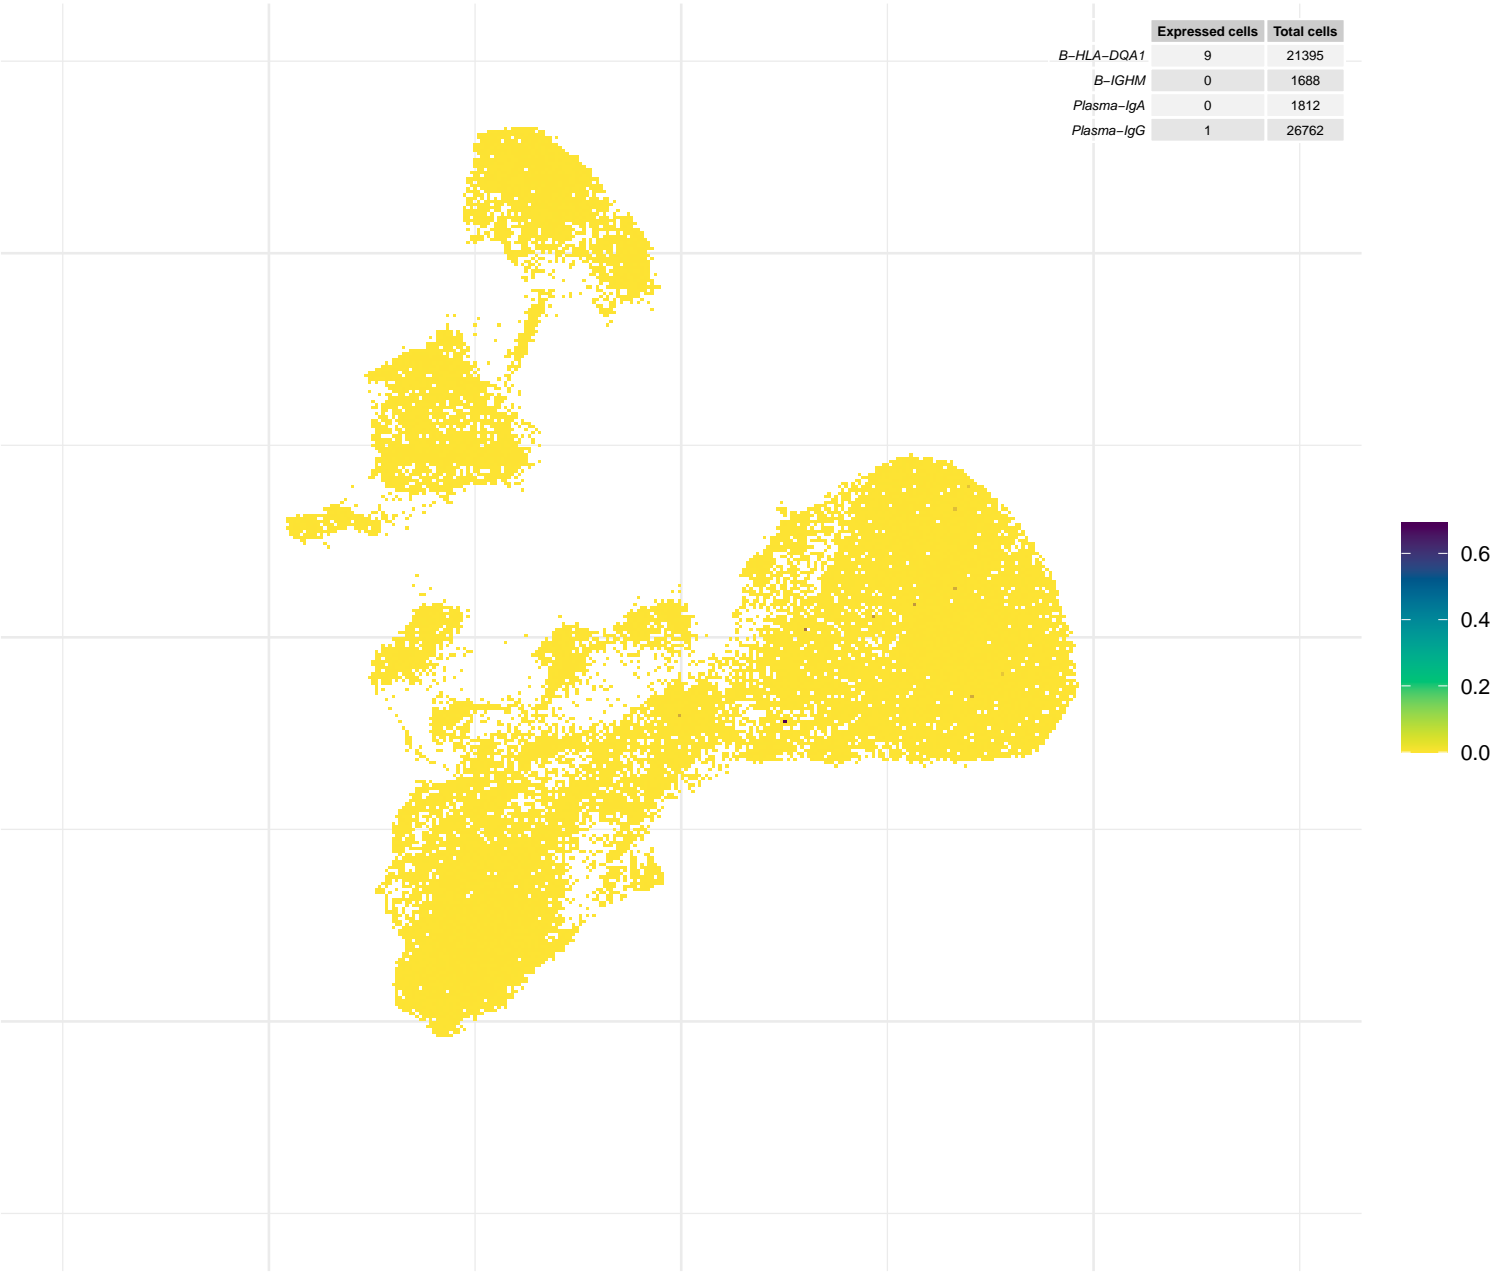 Expressed cells Total cells
B−HLA−DQA1 9 21395
B−IGHM 0 1688
Plasma−IgA 0 1812
Plasma−IgG 1 26762
0.6
0.4
0.2
0.0